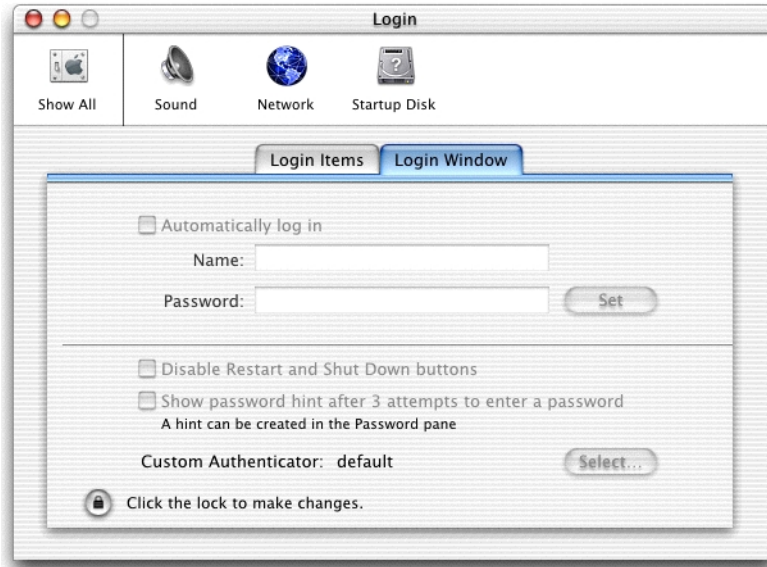 Login
Show All
Sound
Network
Startup Disk
Login Items
Login Window
Automatically log in
Name:
Password:
Set
Disable Restart and Shut Down buttons
Show password hint after 3 attempts to enter a password
A hint can be created in the Password pane
Custom Authenticator: default
Select...
Click the lock to make changes.